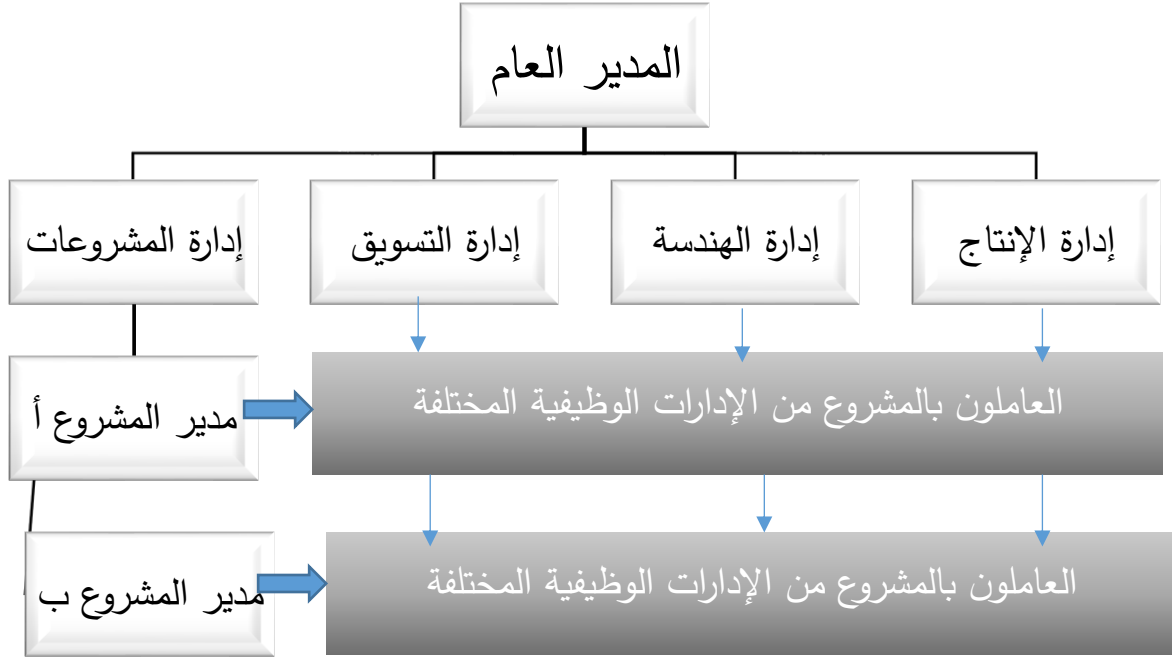 المدير العام
إدارة الإنتاج
إدارة الهندسة
إدارة التسويق
إدارة المشروعات
العاملون بالمشروع من الإدارات الوظيفية المختلفة
مدير المشروع أ
العاملون بالمشروع من الإدارات الوظيفية المختلفة
مدير المشروع ب